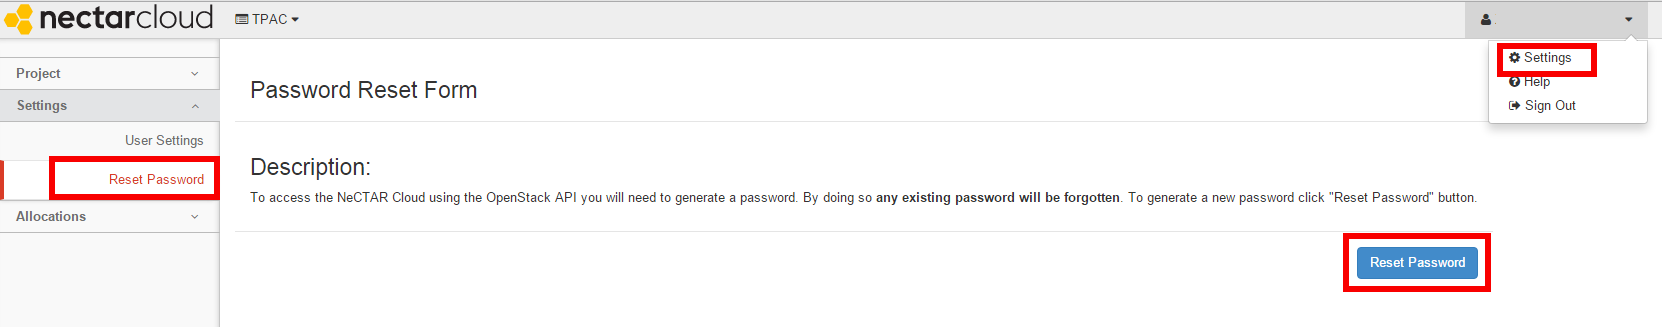 nectarcloud
TPAC
Settings
Help
Sign Out
Project
Settings
User Settings
Reset Password
Allocations
Password Reset Form
Description:
To access the NeCTAR Cloud using the OpenStack API you will need to generate a password. By doing so any existing password will be forgotten. To generate a new password click "Reset Password" button.
Reset Password